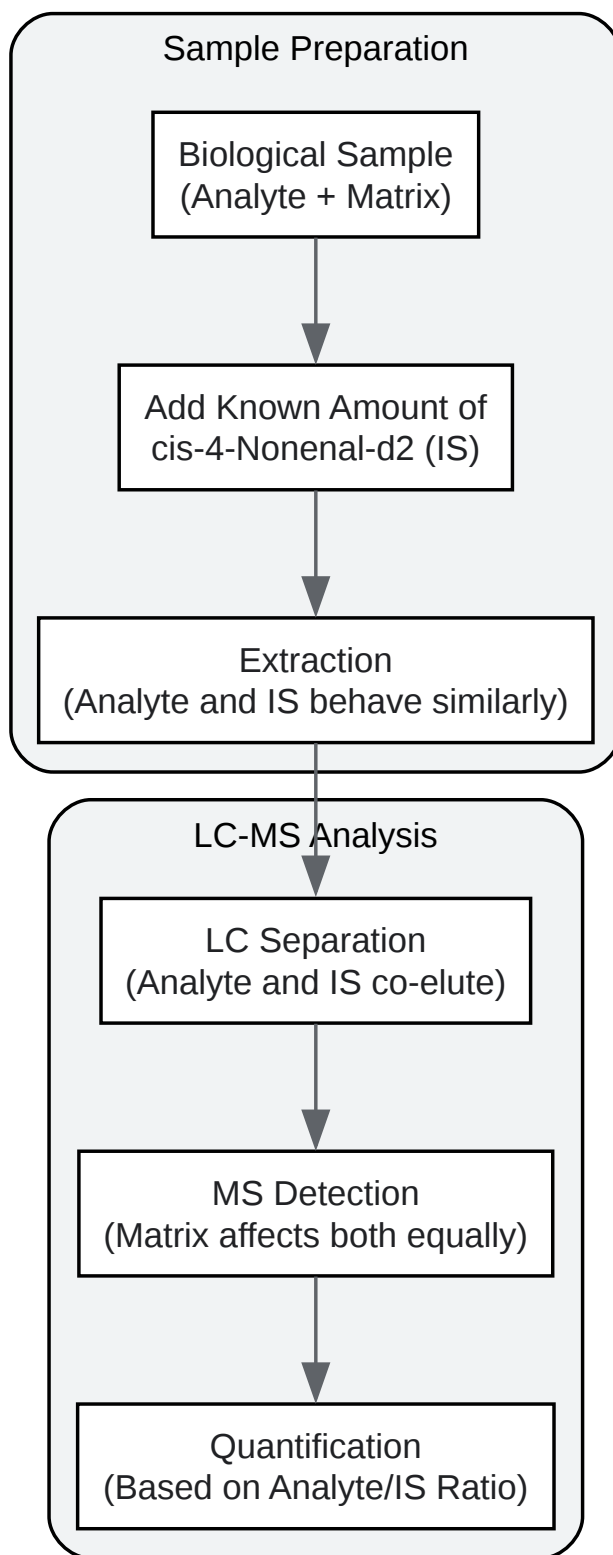 Sample Preparation
Biological Sample
(Analyte + Matrix)
Add Known Amount of
cis-4-Nonenal-d2 (IS)
Extraction
(Analyte and IS behave similarly)
LC-MS Analysis
LC Separation
(Analyte and IS co-elute)
MS Detection
(Matrix affects both equally)
Quantification
(Based on Analyte/IS Ratio)